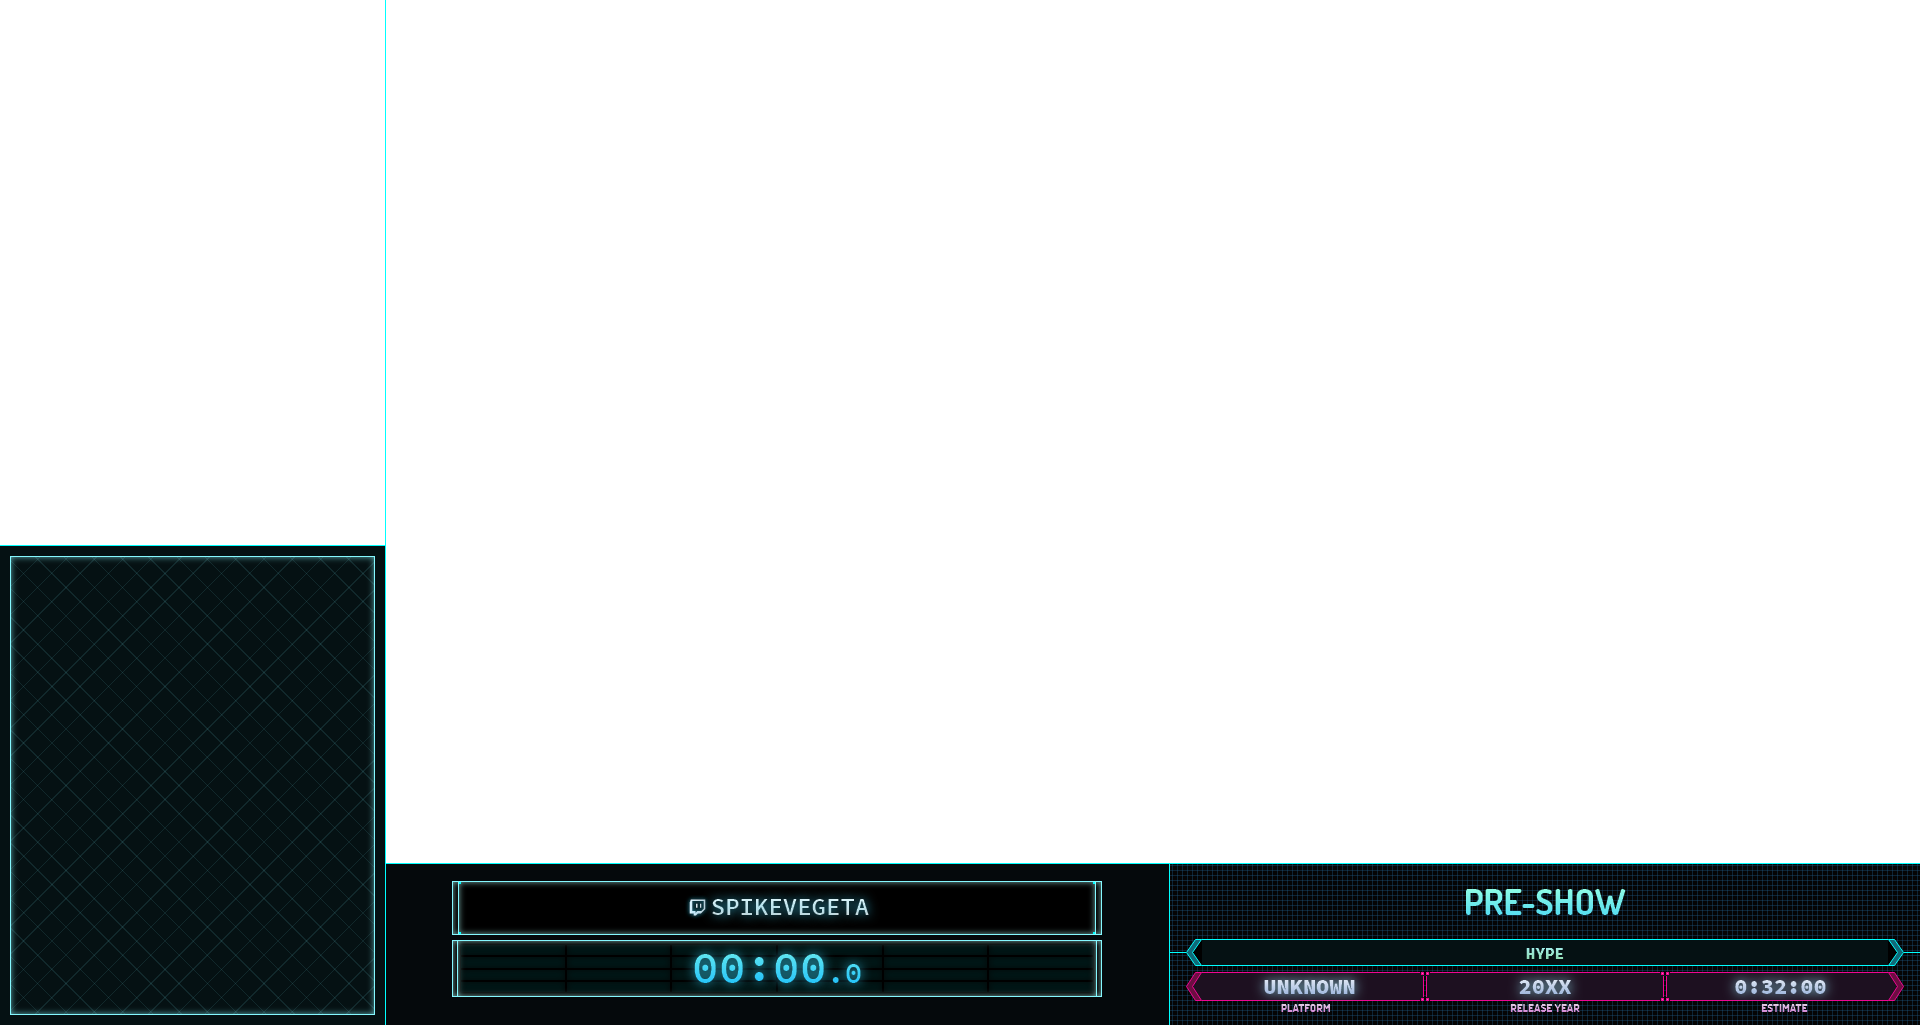 SPIKEVEGETA
00:00.0
PRE-SHOW
HYPE
UNKNOWN 20XX 0:32:00
PLATFORM RELEASE YEAR ESTIMATE